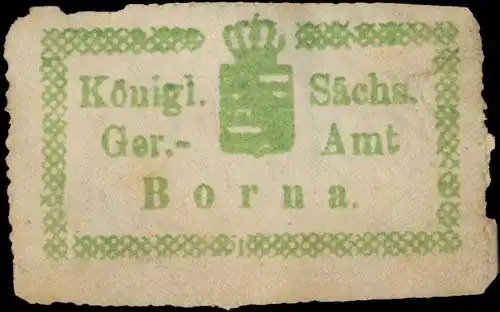 Königl. Sächs.
Ger.- Amt
Borna.